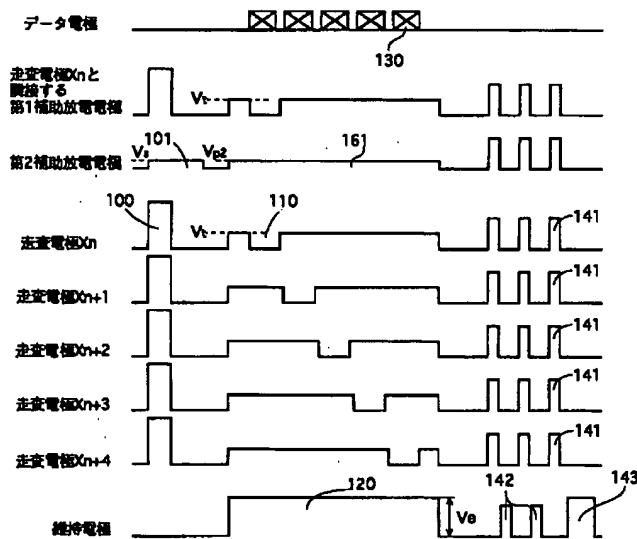 データ電極
130
走査電極Xnと
隣接する
第1補助放電電極
Vt
101
Vs
Vp2
161
第2補助放電電極
100
110
Vt
141
走査電極Xn
141
走査電極Xn+1
141
走査電極Xn+2
141
走査電極Xn+3
141
走査電極Xn+4
120
142
143
Ve
維持電極